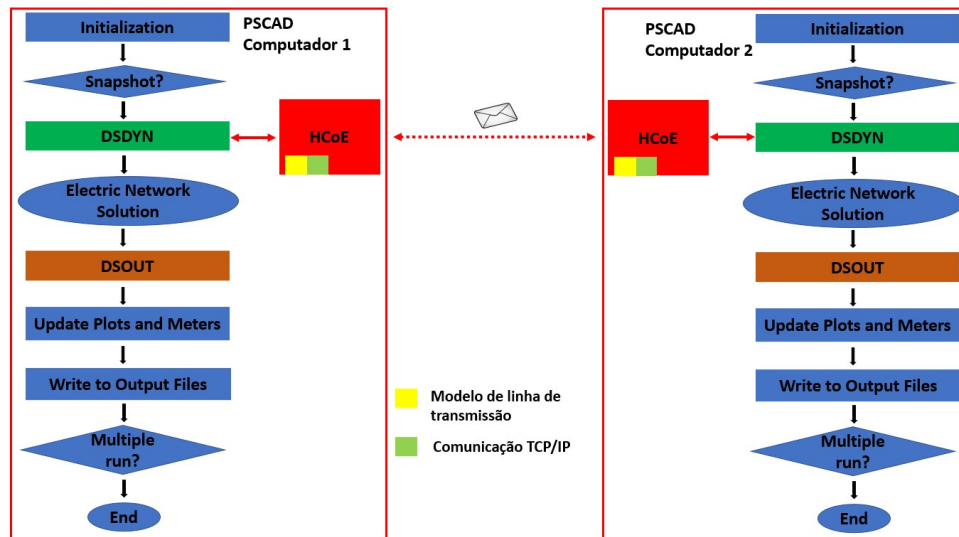 PSCAD
Computador 1
Initialization
Snapshot?
DSDYN
HCoE
Electric Network
Solution
DSOUT
Update Plots and Meters
Write to Output Files
Multiple
run?
End
Modelo de linha de
transmissão
Comunicação TCP/IP
PSCAD
Computador 2
Initialization
Snapshot?
HCoE
DSDYN
Electric Network
Solution
DSOUT
Update Plots and Meters
Write to Output Files
Multiple
run?
End